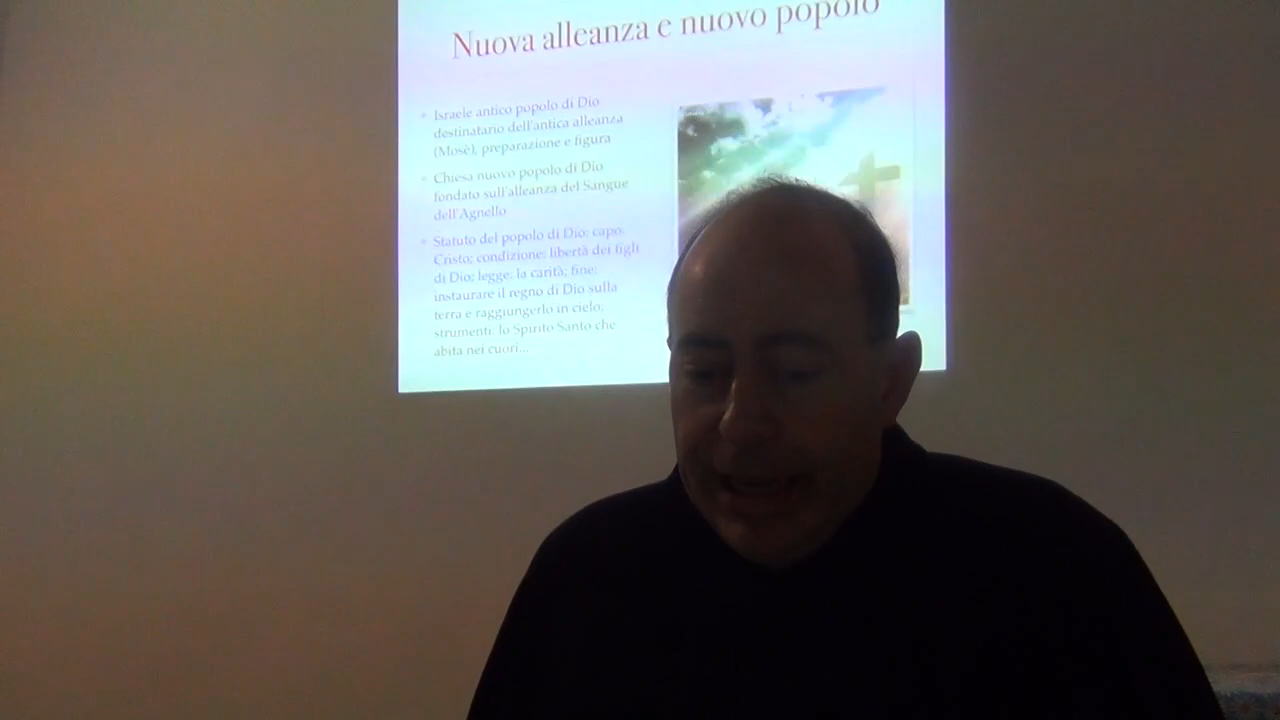 Nuova alleanza e nuovo popolo
Israele antico popolo di Dio
destinatario dell'antica alleanza
(Mosè), preparazione e figura
Chiesa nuovo popolo di Dio
fondato sull'alleanza del Sangue
dell'Agnello
Statuto del popolo di Dio: capo:
Cristo; condizione: libertà dei figli
di Dio; legge: la carità; fine:
instaurare il regno di Dio sulla
terra e raggiungerlo in cielo,
strumenti: lo Spirito Santo che
abita nei cuori...